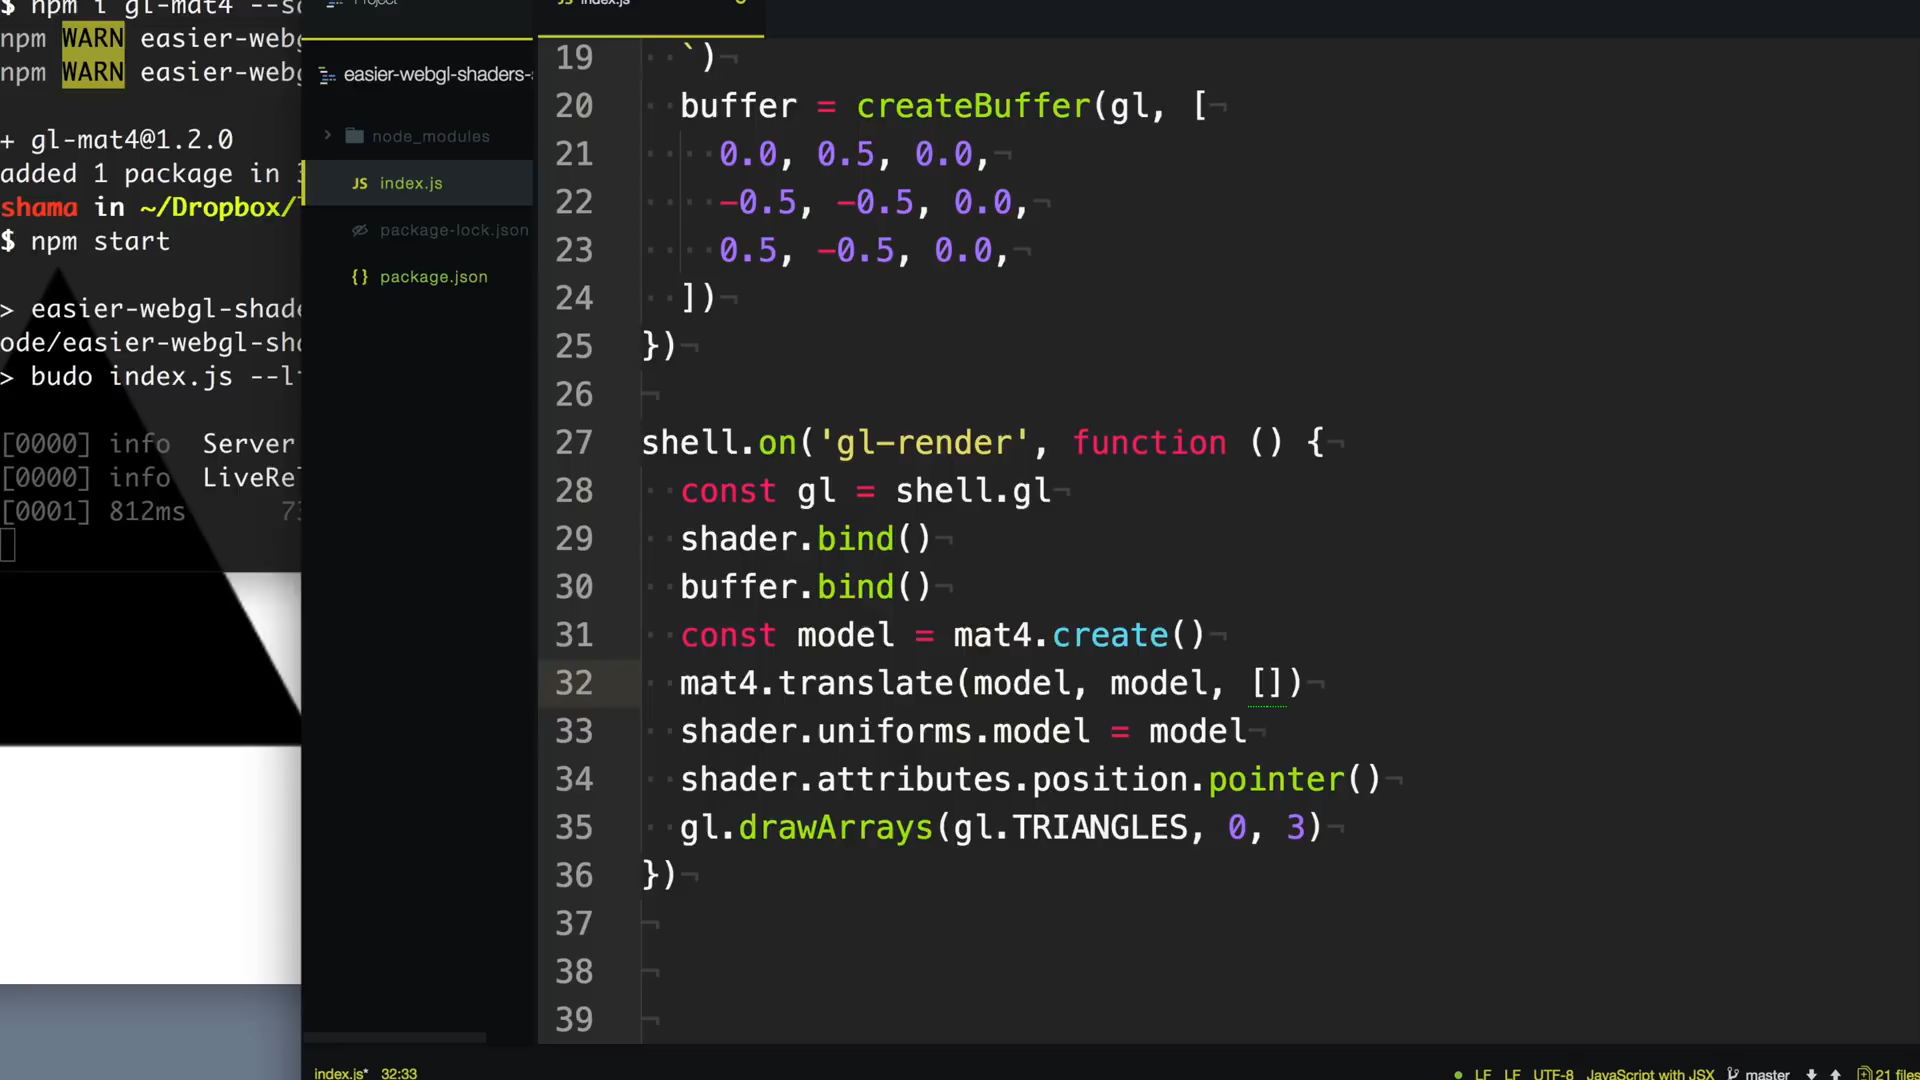 $ npm i gl-mat4
npm WARN easier-web
npm WARN easier-web
+ gl-mat4@1.2.0
added 1 package in
shama in ~/Dropbox/
$ npm start
> easier-webgl-shade
ode/easier-webgl-sh
> budo index.js
[0000] info Server
[0000] info LiveRe
[0001] 812ms
Project
easier-webgl-shaders-
node_modules
JS index.js
package-lock.json
{} package.json
index.js
19 `)
20 buffer = createBuffer(gl, [
21 0.0, 0.5, 0.0,
22 -0.5, -0.5, 0.0,
23 0.5, -0.5, 0.0,
24 ])
25 })
26
27 shell.on('gl-render', function () {
28 const gl = shell.gl
29 shader.bind()
30 buffer.bind()
31 const model = mat4.create()
32 mat4.translate(model, model, [])
33 shader.uniforms.model = model
34 shader.attributes.position.pointer()
35 gl.drawArrays(gl.TRIANGLES, 0, 3)
36 })
37
38
39
index.js* 32:33
LF LF UTF-8 JavaScript with JSX master 21 files